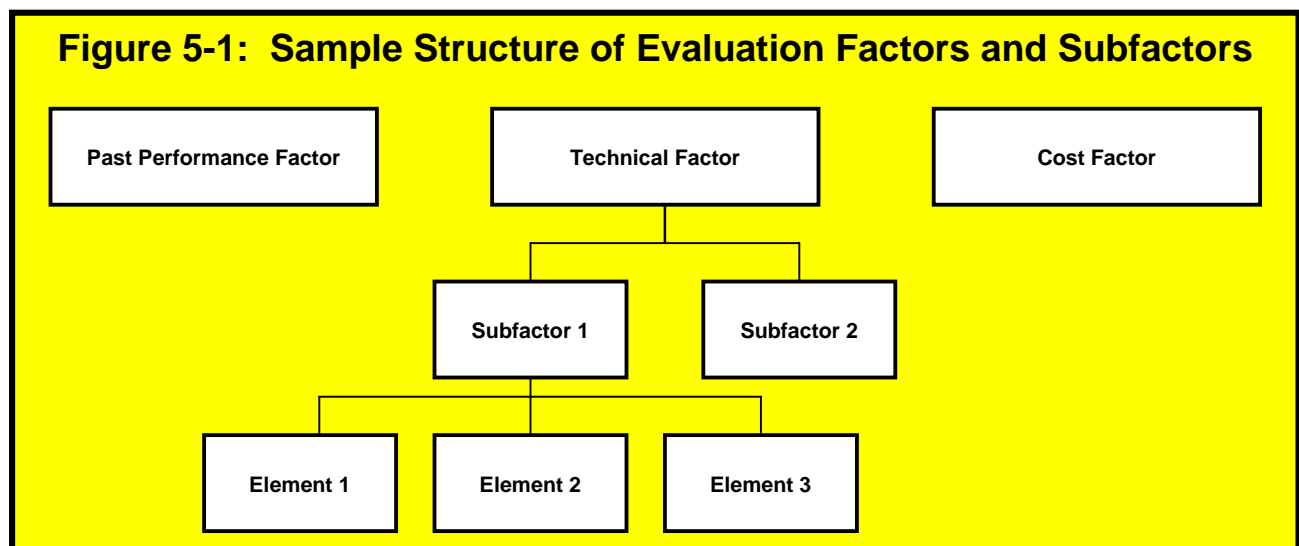 Figure 5-1: Sample Structure of Evaluation Factors and Subfactors
Past Performance Factor
Technical Factor
Cost Factor
Subfactor 1
Subfactor 2
Element 1
Element 2
Element 3